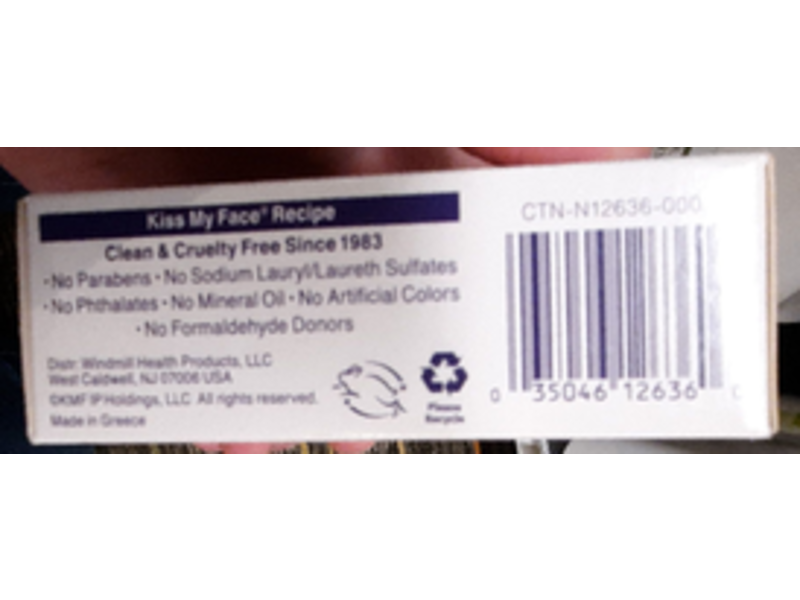 Kiss My Face® Recipe
Clean & Cruelty Free Since 1983
•No Parabens • No Sodium Lauryl/Laureth Sulfates
•No Phthalates • No Mineral Oil • No Artificial Colors
•No Formaldehyde Donors
Distr: Windmill Health Products, LLC
West Caldwell, NJ 07006 USA
©KMF IP Holdings, LLC All rights reserved.
Made in Greece
Please
Recycle
CTN-N12636-000
0 35046 12636